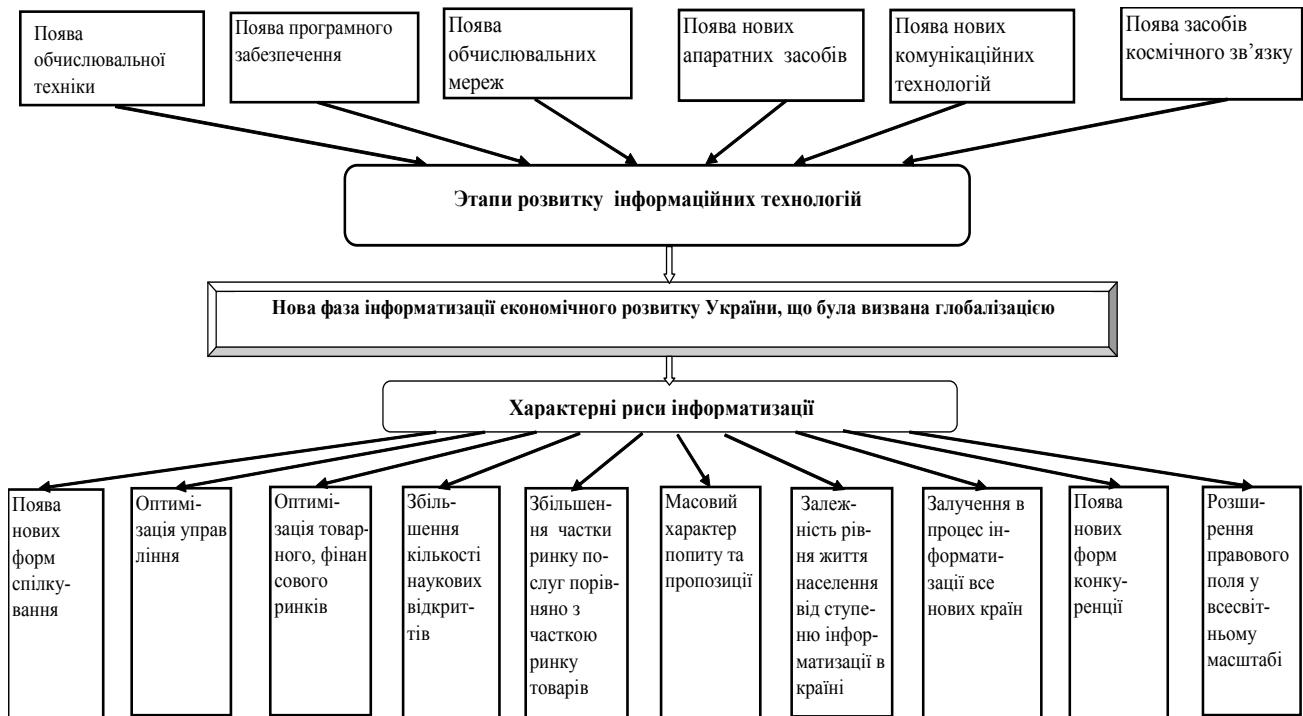 Поява
обчислювальної
техніки
Поява програмного
забезпечення
Поява
обчислювальних
мереж
Поява нових
апаратних засобів
Поява нових
комунікаційних
технологій
Поява засобів
космічного зв’язку
Этапи розвитку інформаційних технологій
Нова фаза інформатизації економічного розвитку України, що була визвана глобалізацією
Характерні риси інформатизації
Поява
нових
форм
спілку-
вання
Оптимі-
зація управ
ління
Оптимі-
зація товар-
ного, фінан
сового
ринків
Збіль-
шення
кількості
наукових
відкрит-
тів
Збільшен-
ня частки
ринку по-
слуг порів-
няно з
часткою
ринку
товарів
Масовий
характер
попиту та
пропозиції
Залеж-
ність рів-
ня життя
населення
від ступе-
ню інфор-
матизації в
країні
Залучення в
процес ін-
формати-
зації все
нових країн
Поява
нових
форм
конку-
ренції
Розши-
рення
правового
поля у
всесвіт-
ньому
масштабі